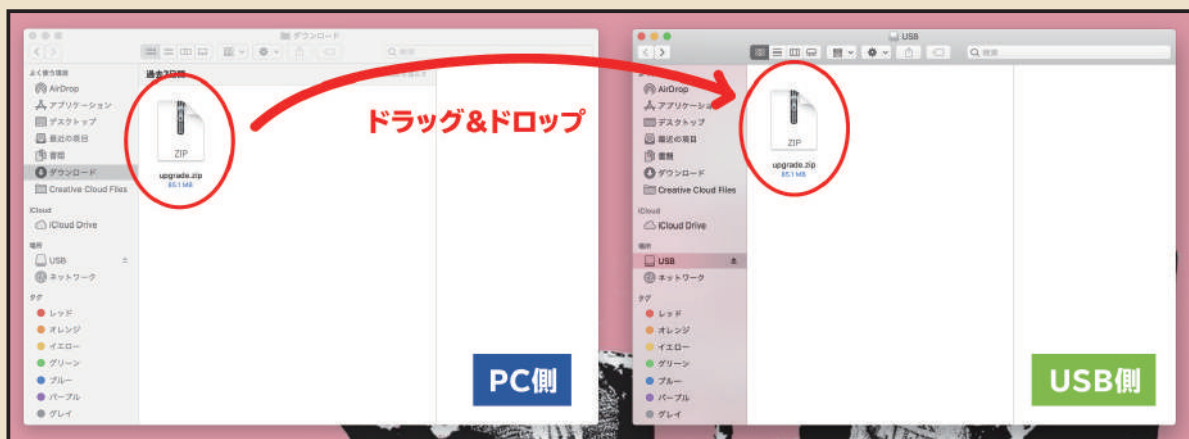 ダウンロード
検索
よく使う項目
AirDrop
アプリケーション
デスクトップ
最近の項目
書類
ダウンロード
Creative Cloud Files
iCloud
iCloud Drive
場所
USB
ネットワーク
タグ
レッド
オレンジ
イエロー
グリーン
ブルー
パープル
グレイ
過去7日間
ZIP
upgrade.zip
85.1 MB
ドラッグ&ドロップ
PC側
USB
検索
AirDrop
アプリケーション
デスクトップ
最近の項目
書類
ダウンロード
Creative Cloud Files
iCloud
iCloud Drive
場所
USB
ネットワーク
タグ
レッド
オレンジ
イエロー
グリーン
ブルー
パープル
グレイ
ZIP
upgrade.zip
85.1 MB
USB側